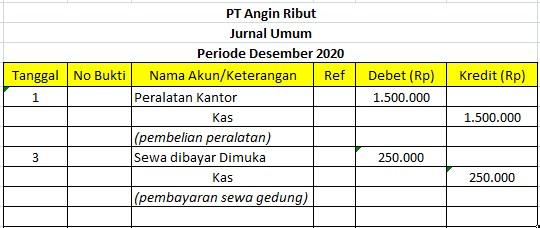 PT Angin Ribut
Jurnal Umum
Periode Desember 2020
Tanggal No Bukti Nama Akun/Keterangan Ref Debet (Rp) Kredit (Rp)
1 Peralatan Kantor 1.500.000
Kas 1.500.000
(pembelian peralatan)
3 Sewa dibayar Dimuka 250.000
Kas 250.000
(pembayaran sewa gedung)